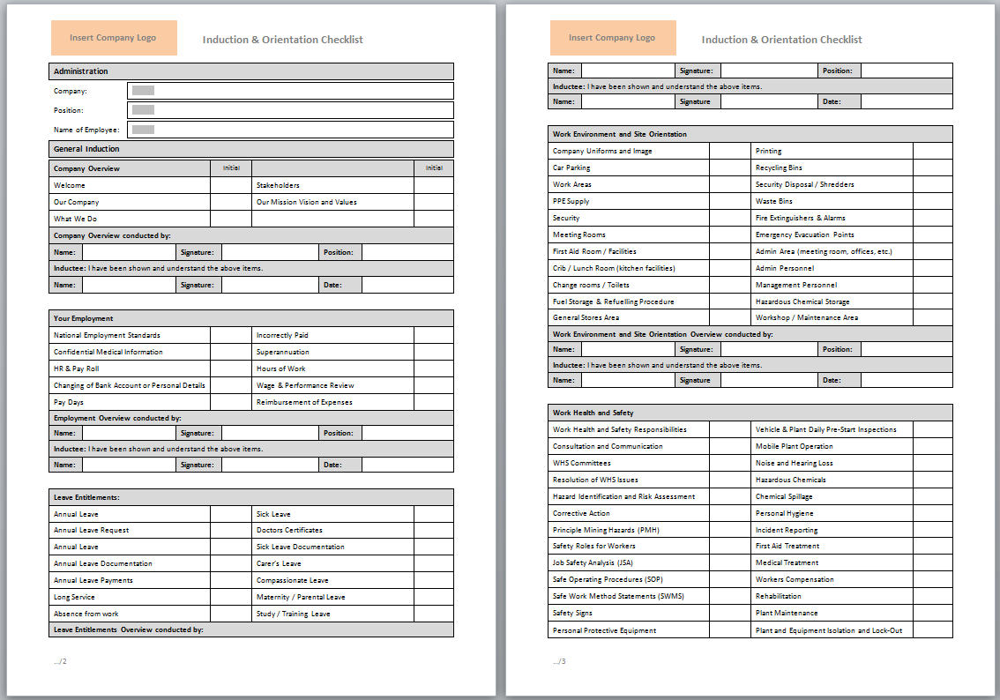 Insert Company Logo
Induction & Orientation Checklist
Administration
Company:
Position:
Name of Employee:
General Induction
Company Overview Initial Initial
Welcome Stakeholders
Our Company Our Mission Vision and Values
What We Do
Company Overview conducted by:
Name: Signature: Position:
Inductee: I have been shown and understand the above items.
Name: Signature: Date:
Your Employment
National Employment Standards Incorrectly Paid
Confidential Medical Information Superannuation
HR & Pay Roll Hours of Work
Changing of Bank Account or Personal Details Wage & Performance Review
Pay Days Reimbursement of Expenses
Employment Overview conducted by:
Name: Signature: Position:
Inductee: I have been shown and understand the above items.
Name: Signature: Date:
Leave Entitlements:
Annual Leave Sick Leave
Annual Leave Request Doctors Certificates
Annual Leave Sick Leave Documentation
Annual Leave Documentation Carer's Leave
Annual Leave Payments Compassionate Leave
Long Service Maternity / Parental Leave
Absence from work Study / Training Leave
Leave Entitlements Overview conducted by:
.../2
Insert Company Logo
Induction & Orientation Checklist
Name: Signature: Position:
Inductee: I have been shown and understand the above items.
Name: Signature Date:
Work Environment and Site Orientation
Company Uniforms and Image Printing
Car Parking Recycling Bins
Work Areas Security Disposal / Shredders
PPE Supply Waste Bins
Security Fire Extinguishers & Alarms
Meeting Rooms Emergency Evacuation Points
First Aid Room / Facilities Admin Area (meeting room, offices, etc.)
Crib / Lunch Room (kitchen facilities) Admin Personnel
Change rooms / Toilets Management Personnel
Fuel Storage & Refuelling Procedure Hazardous Chemical Storage
General Stores Area Workshop / Maintenance Area
Work Environment and Site Orientation Overview conducted by:
Name: Signature: Position:
Inductee: I have been shown and understand the above items.
Name: Signature Date:
Work Health and Safety
Work Health and Safety Responsibilities Vehicle & Plant Daily Pre-Start Inspections
Consultation and Communication Mobile Plant Operation
WHS Committees Noise and Hearing Loss
Resolution of WHS Issues Hazardous Chemicals
Hazard Identification and Risk Assessment Chemical Spillage
Corrective Action Personal Hygiene
Principle Mining Hazards (PMH) Incident Reporting
Safety Roles for Workers First Aid Treatment
Job Safety Analysis (JSA) Medical Treatment
Safe Operating Procedures (SOP) Workers Compensation
Safe Work Method Statements (SWMS) Rehabilitation
Safety Signs Plant Maintenance
Personal Protective Equipment Plant and Equipment Isolation and Lock-Out
.../3